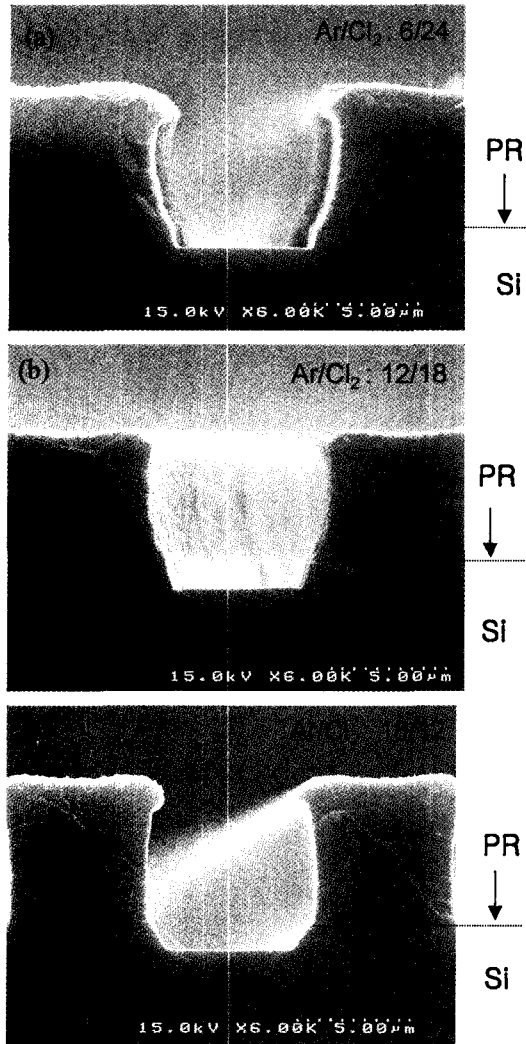 (a)
Ar/Cl₂ : 6/24
PR
Si
15.0kV X6.00K 5.00μm
(b)
Ar/Cl₂ : 12/18
PR
Si
15.0kV X6.00K 5.00μm
PR
Si
15.0kV X6.00K 5.00μm